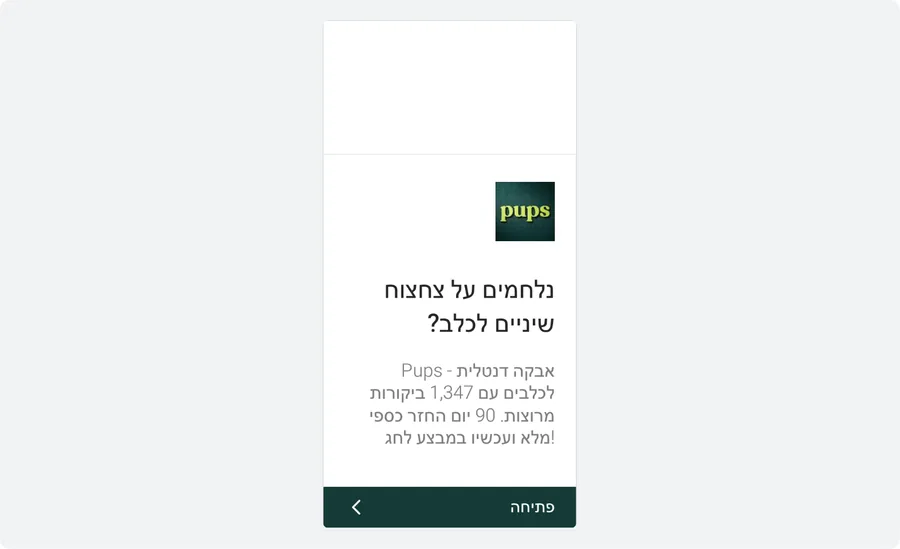 pups
נלחמים על צחצוח
שיניים לכלב?
Pups - אבקה דנטלית
לכלבים עם 1,347 ביקורות
מרוצות. 90 יום החזר כספי
מלא ועכשיו במבצע לחג!
פתיחה